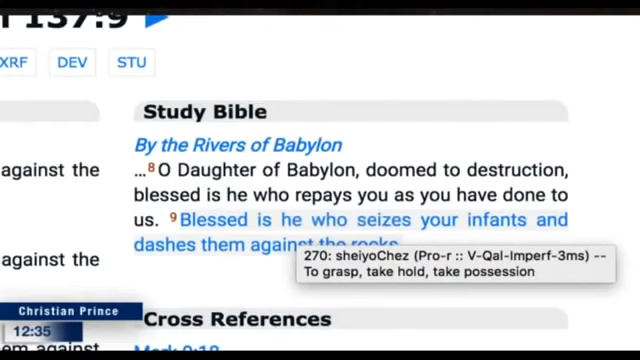 137:9
XRF DEV STU
Study Bible
By the Rivers of Babylon
against the
...8O Daughter of Babylon, doomed to destruction,
blessed is he who repays you as you have done to
us. 9Blessed is he who seizes your infants and
dashes them against the rocks.
270: sheiyoChez (Pro-r :: V-Qal-Imperf-3ms) --
To grasp, take hold, take possession
against the
Christian Prince
12:35
Cross References
against